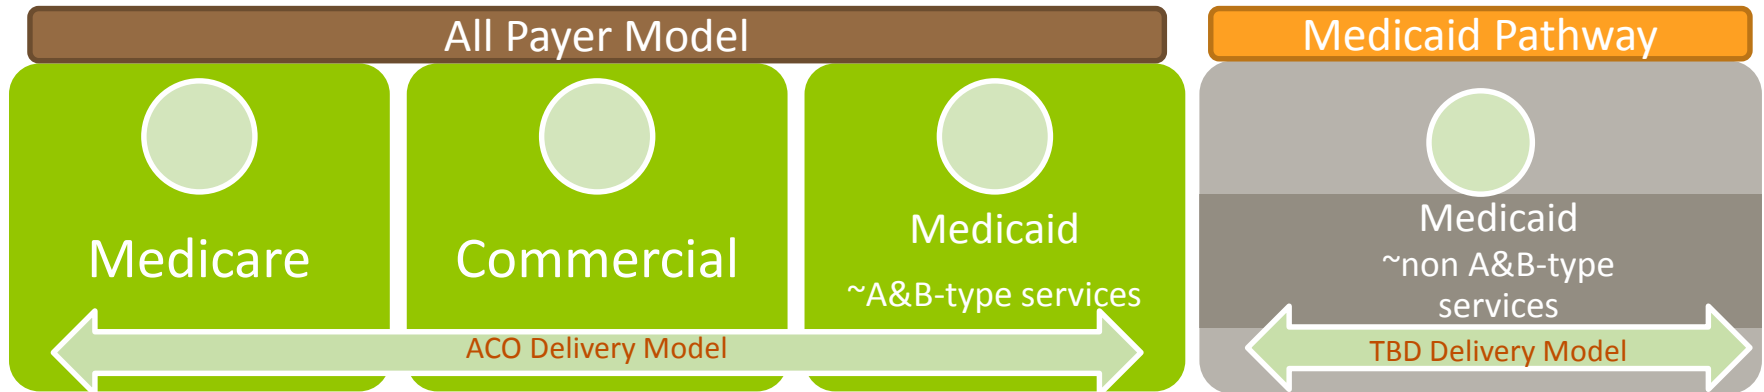 All Payer Model
Medicaid Pathway
Medicare
Commercial
Medicaid
~A&B-type services
Medicaid
~non A&B-type
services
ACO Delivery Model
TBD Delivery Model